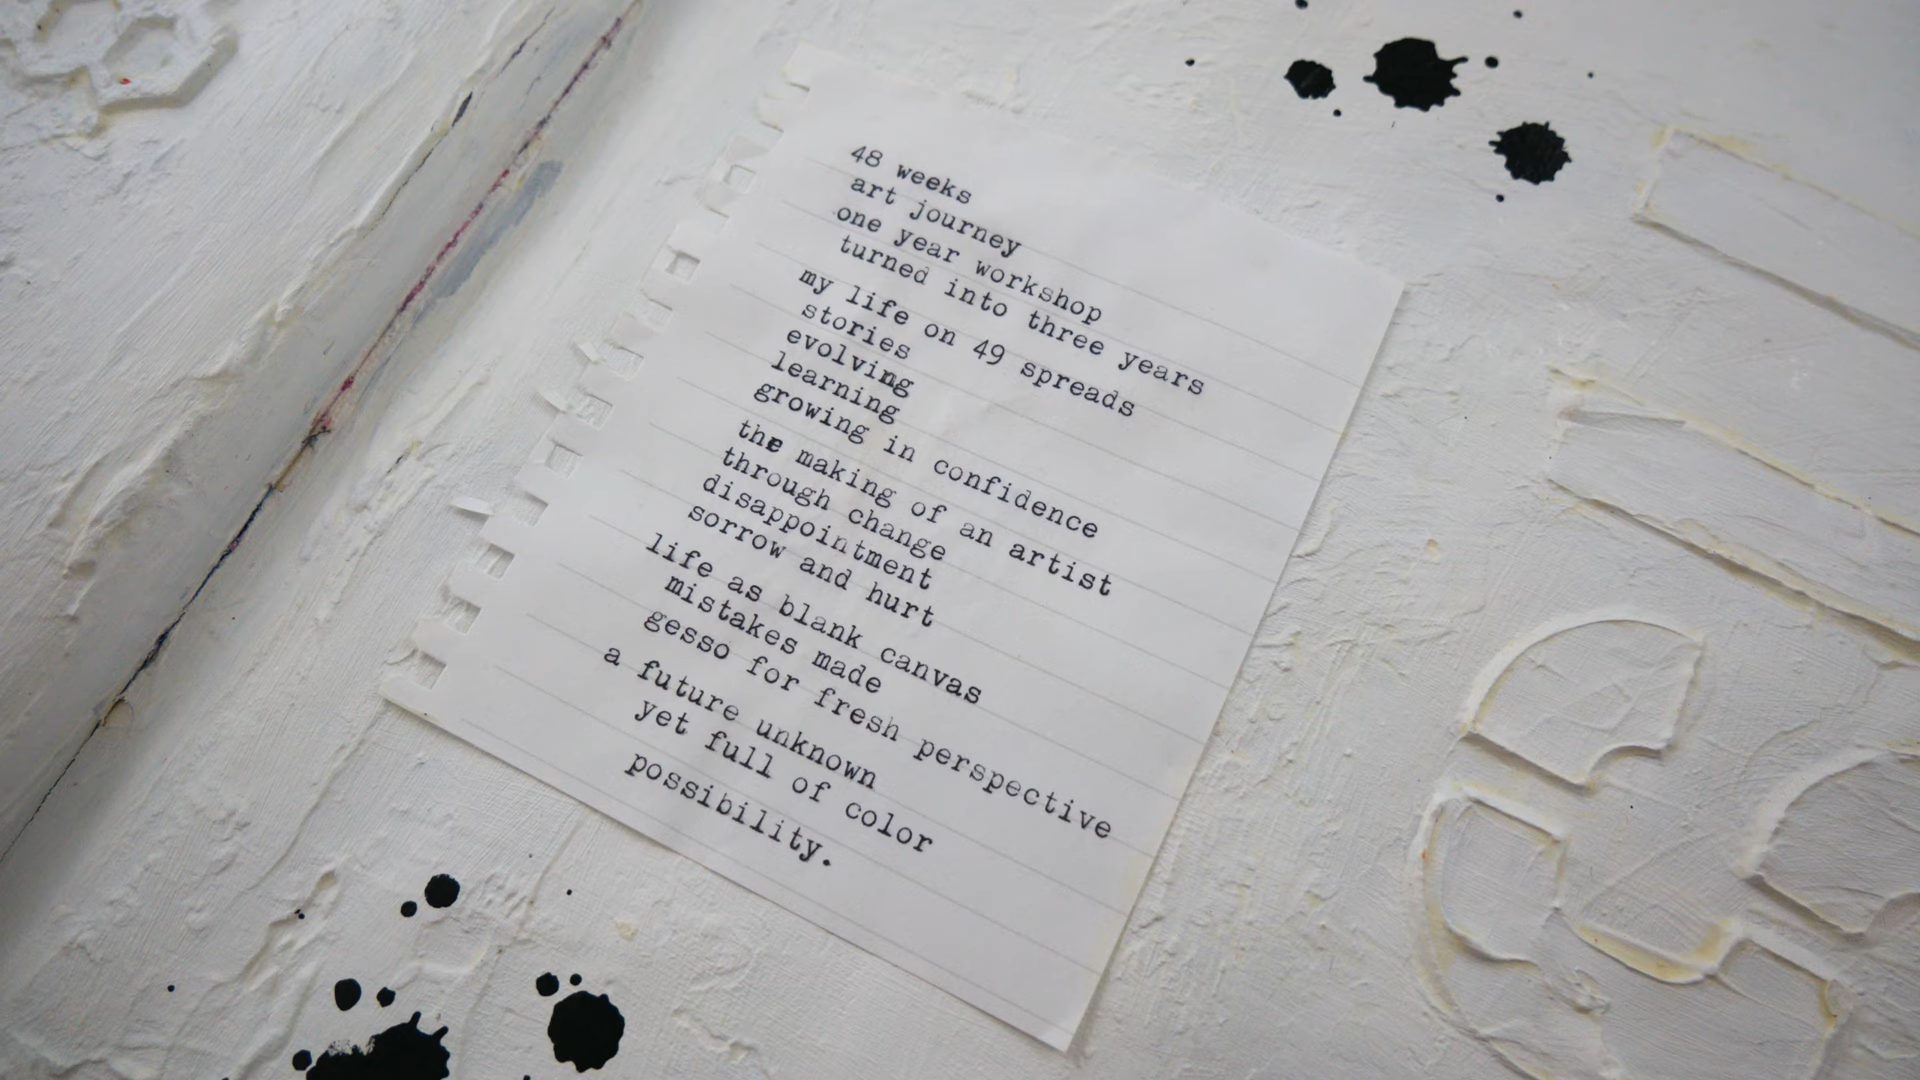 48 weeks
art journey
one year workshop
turned into three years
my life on 49 spreads
stories
evolving
learning
growing in confidence
the making of an artist
through change
disappointment
sorrow and hurt
life as blank canvas
mistakes made
gesso for fresh perspective
a future unknown
yet full of color
possibility.